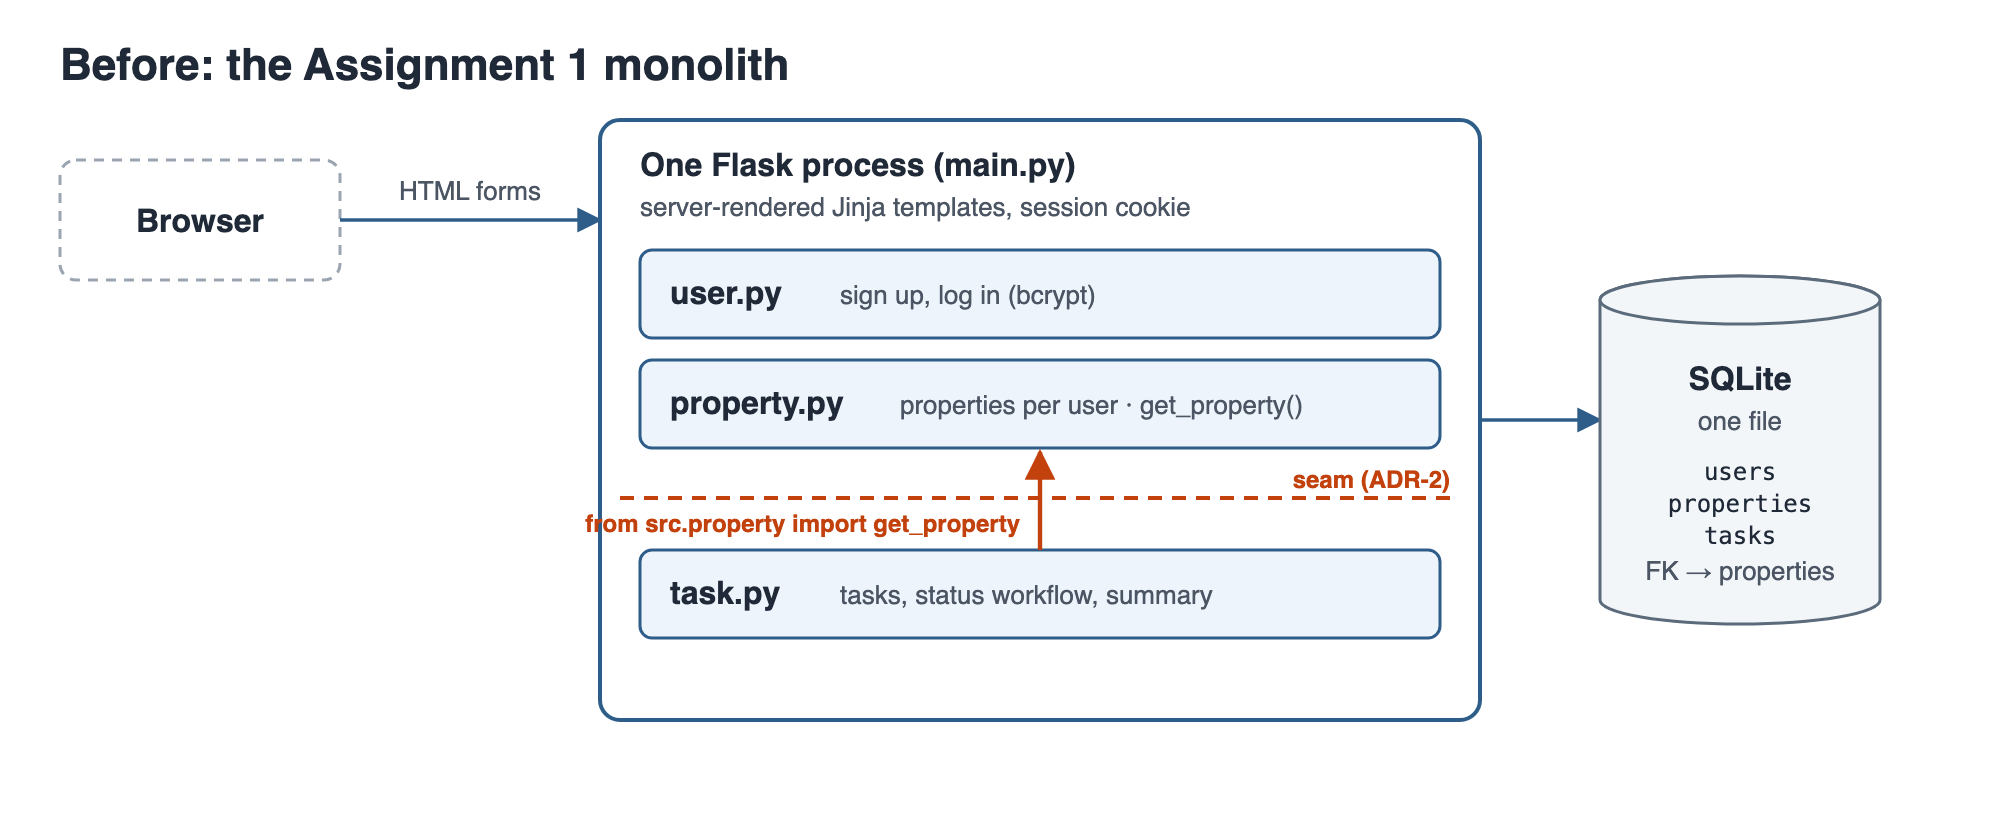 Before: the Assignment 1 monolith
Browser
HTML forms
One Flask process (main.py)
server-rendered Jinja templates, session cookie
user.py sign up, log in (bcrypt)
property.py properties per user · get_property()
seam (ADR-2)
from src.property import get_property
task.py tasks, status workflow, summary
SQLite
one file
users
properties
tasks
FK → properties